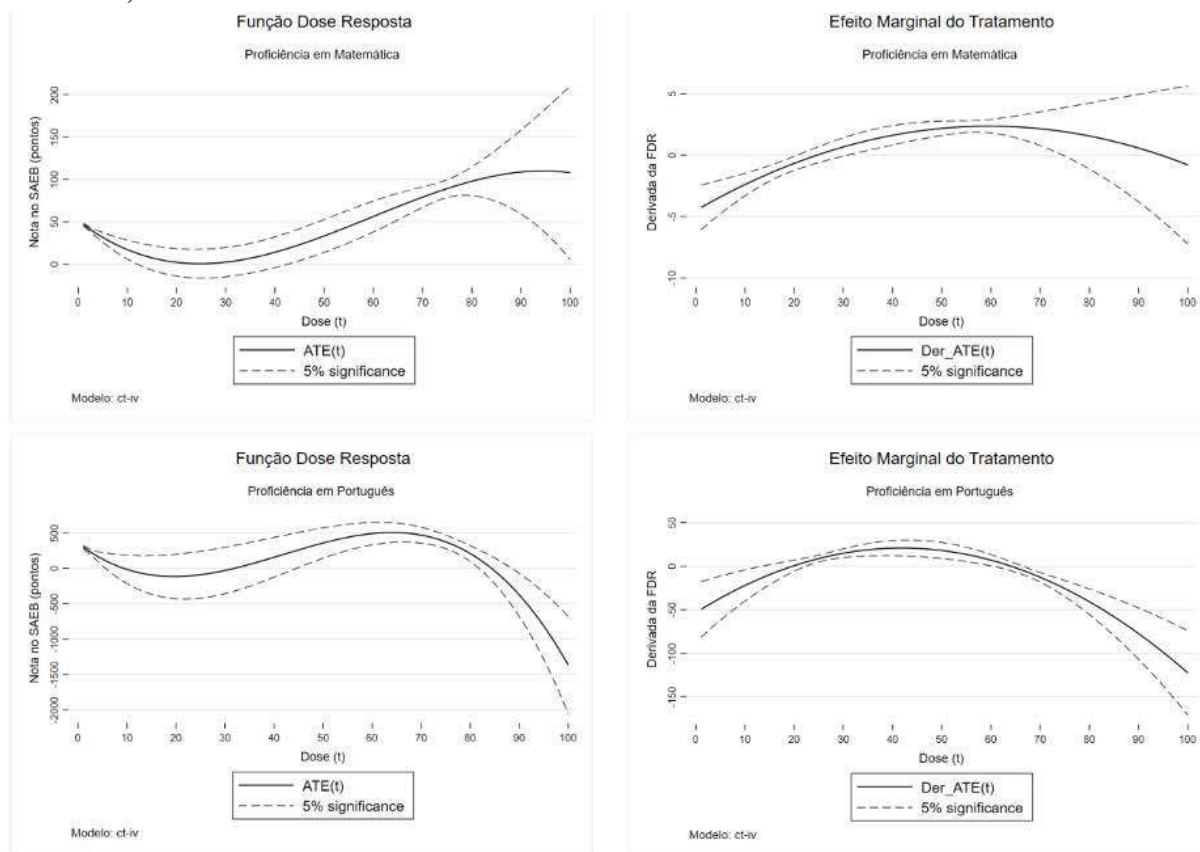 Função Dose Resposta
Proficiência em Matemática
Nota no SAEB (pontos)
200
150
100
50
0
0 10 20 30 40 50 60 70 80 90 100
Dose (t)
ATE(t)
5% significance
Modelo: ct-iv
Efeito Marginal do Tratamento
Proficiência em Matemática
Derivada da FDR
5
0
-5
-10
0 10 20 30 40 50 60 70 80 90 100
Dose (t)
Der_ATE(t)
5% significance
Modelo: ct-iv
Função Dose Resposta
Proficiência em Português
Nota no SAEB (pontos)
500
0
-500
-1000
-1500
-2000
0 10 20 30 40 50 60 70 80 90 100
Dose (t)
ATE(t)
5% significance
Modelo: ct-iv
Efeito Marginal do Tratamento
Proficiência em Português
Derivada da FDR
50
0
-50
-100
-150
0 10 20 30 40 50 60 70 80 90 100
Dose (t)
Der_ATE(t)
5% significance
Modelo: ct-iv